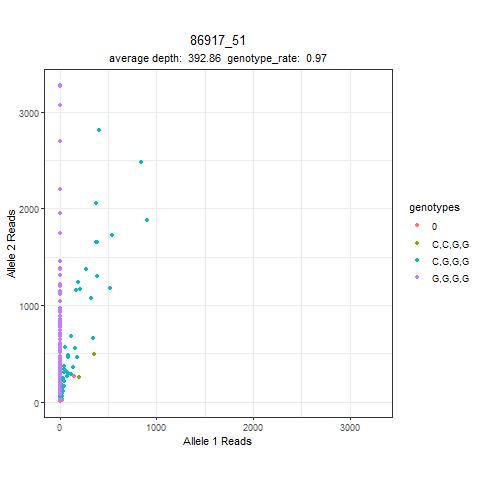 86917_51
average depth:  392.86  genotype_rate:  0.97
3000
2000
1000
0
Allele 2 Reads
0
1000
2000
3000
Allele 1 Reads
genotypes
0
C,C,G,G
C,G,G,G
G,G,G,G